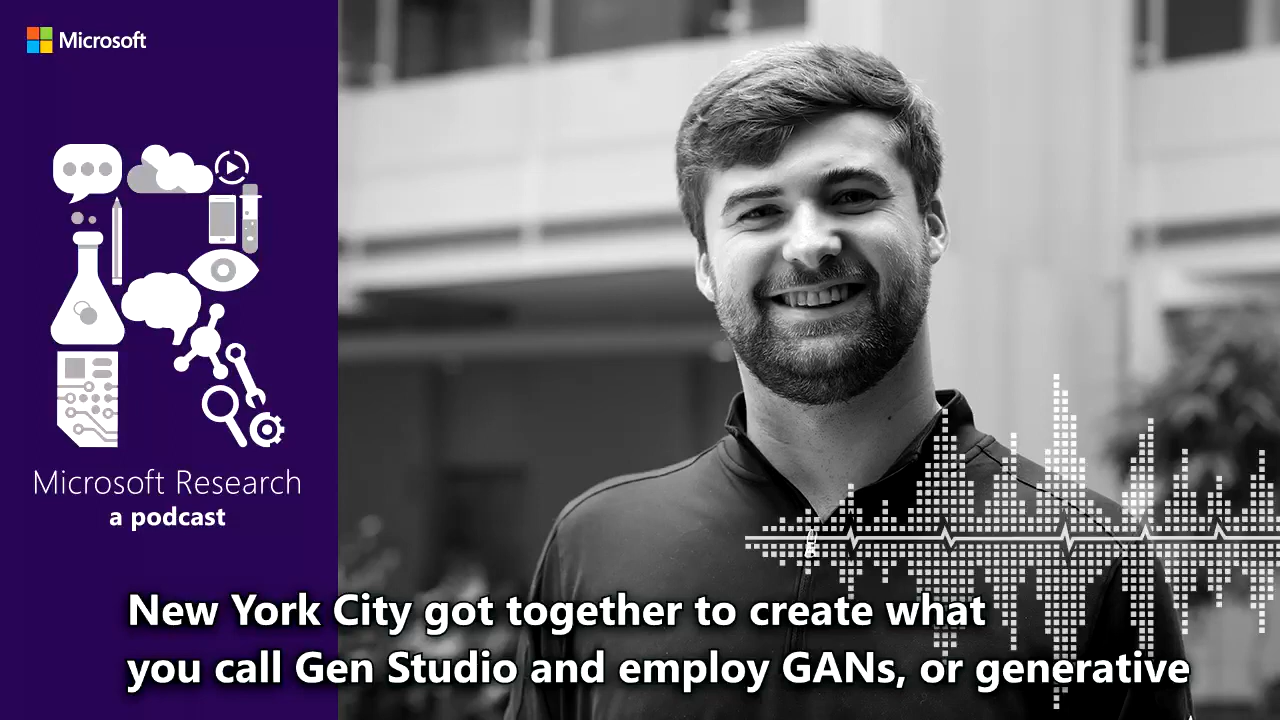 Microsoft
Microsoft Research
a podcast
New York City got together to create what
you call Gen Studio and employ GANs, or generative